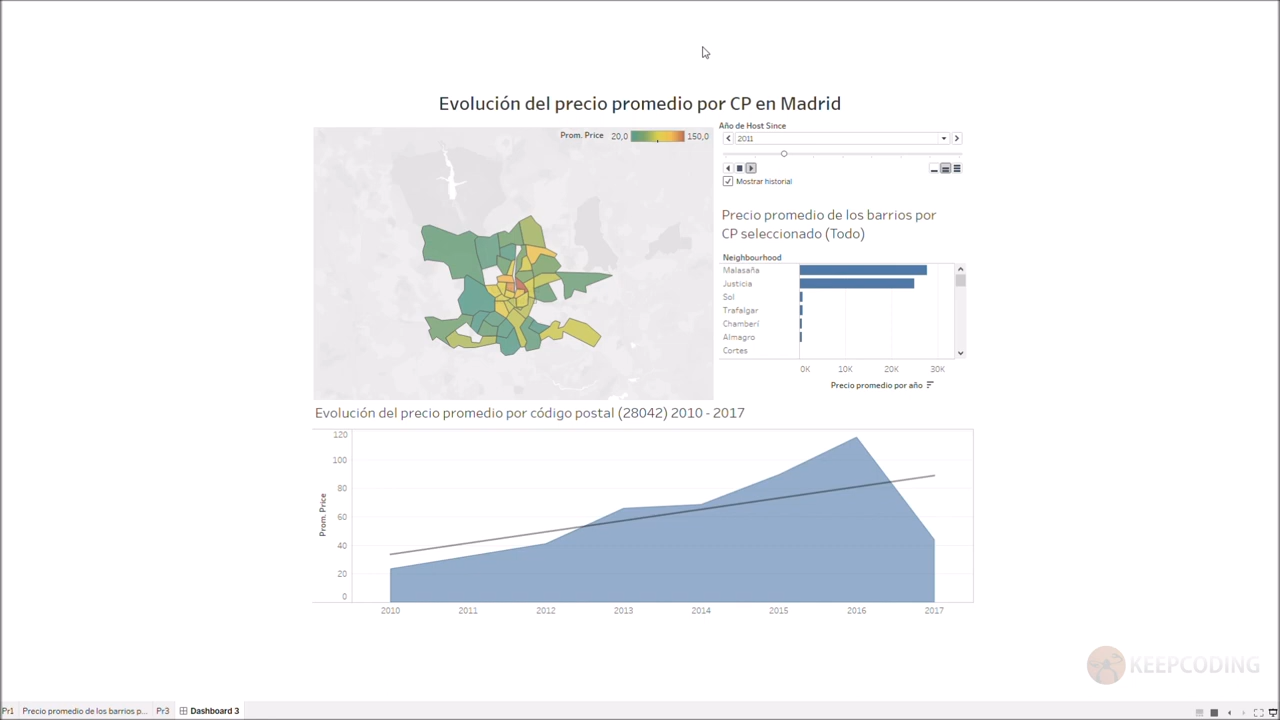 Evolución del precio promedio por CP en Madrid
Prom. Price 20,0 150,0
Año de Host Since
2011
Mostrar historial
Precio promedio de los barrios por
CP seleccionado (Todo)
Neighbourhood
Malasaña
Justicia
Sol
Trafalgar
Chamberí
Almagro
Cortes
0K 10K 20K 30K
Precio promedio por año
Evolución del precio promedio por código postal (28042) 2010 - 2017
Prom. Price
120
100
80
60
40
20
0
2010 2011 2012 2013 2014 2015 2016 2017
KEEPCODING
Pr1 Precio promedio de los barrios p... Pr3 Dashboard 3